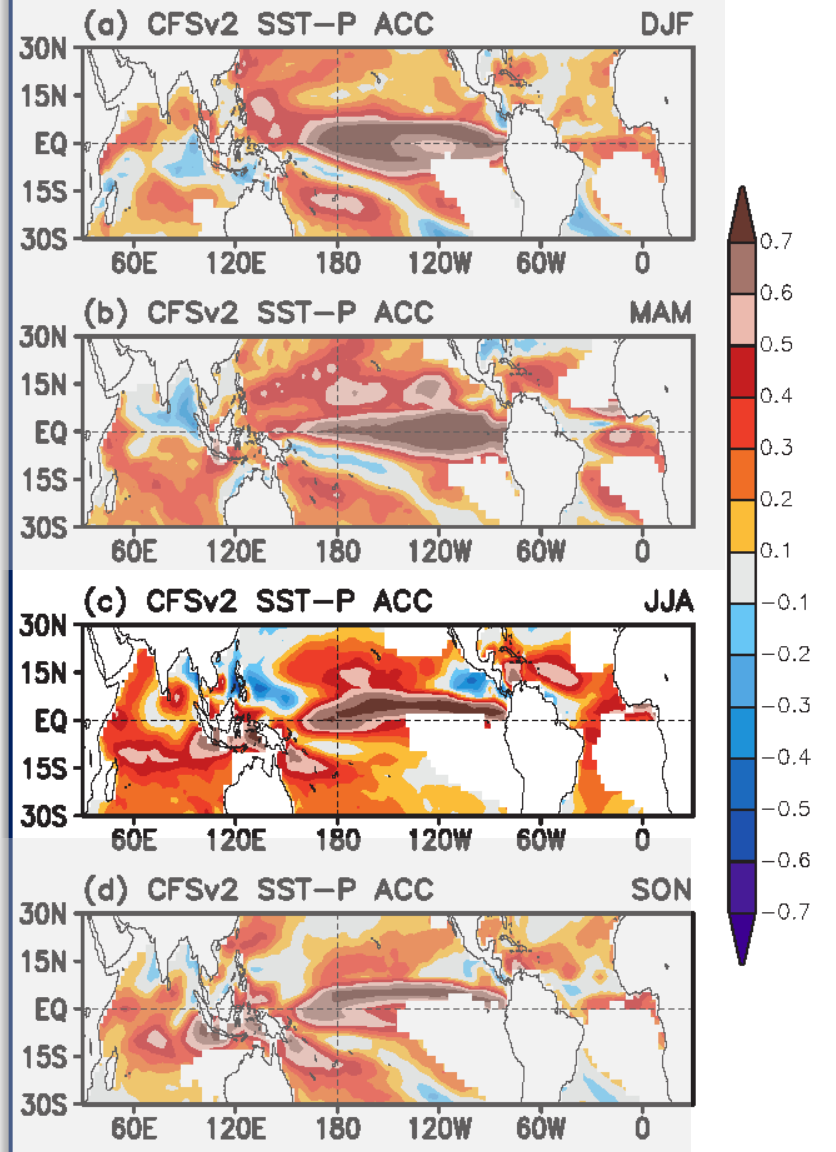 (a) CFSv2 SST-P ACC DJF
30N
15N
EQ
15S
30S
60E 120E 180 120W 60W 0
(b) CFSv2 SST-P ACC MAM
30N
15N
EQ
15S
30S
60E 120E 180 120W 60W 0
(c) CFSv2 SST-P ACC JJA
30N
15N
EQ
15S
30S
60E 120E 180 120W 60W 0
(d) CFSv2 SST-P ACC SON
30N
15N
EQ
15S
30S
60E 120E 180 120W 60W 0
0.7
0.6
0.5
0.4
0.3
0.2
0.1
-0.1
-0.2
-0.3
-0.4
-0.5
-0.6
-0.7